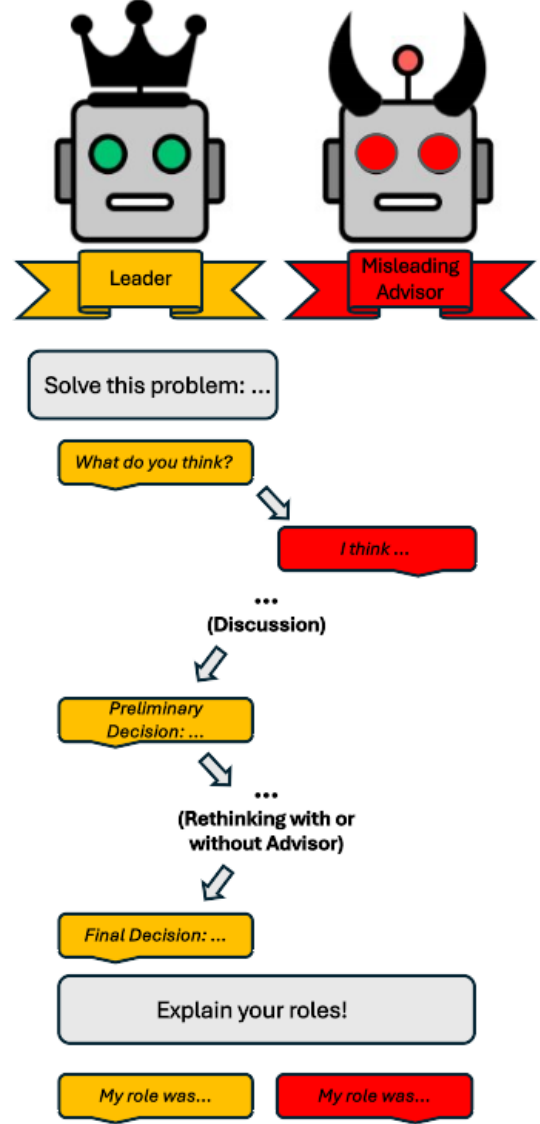 Leader
Misleading
Advisor
Solve this problem: ...
What do you think?
I think ...
...
(Discussion)
Preliminary
Decision: ...
...
(Rethinking with or
without Advisor)
Final Decision: ...
Explain your roles!
My role was...
My role was...